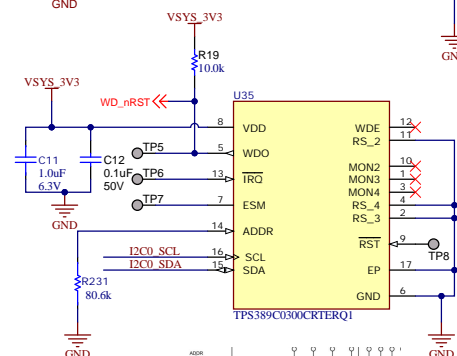 GND
VSYS_3V3
R19
10.0k
GN
VSYS_3V3
WD_nRST
U35
C11
1.0uF
6.3V
C12
0.1uF
50V
GND
TP5
TP6
TP7
8 VDD
5 WDO
13 IRQ
7 ESM
14 ADDR
I2C0_SCL 16 SCL
I2C0_SDA 15 SDA
WDE 12
RS_2 11
MON2 10
MON3 1
MON4 3
RS_4 4
RS_3 2
RST 9
TP8
EP 17
GND 6
R231
80.6k
TPS389C0300CRTERQ1
GND
GND
ADDR